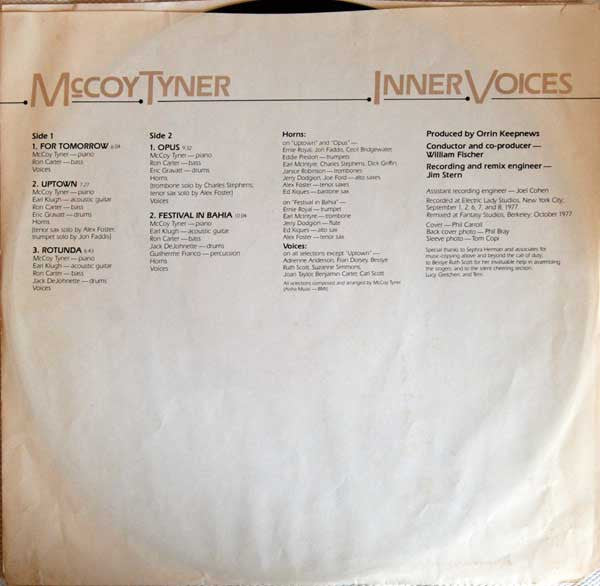 McCOY TYNER
INNER VOICES
Side 1
1. FOR TOMORROW 6:04
McCoy Tyner — piano
Ron Carter — bass
Voices
2. UPTOWN 7:27
McCoy Tyner — piano
Earl Klugh — acoustic guitar
Ron Carter — bass
Eric Gravatt — drums
Horns
(tenor sax solo by Alex Foster;
trumpet solo by Jon Faddis)
3. ROTUNDA 6:43
McCoy Tyner — piano
Earl Klugh — acoustic guitar
Ron Carter — bass
Jack DeJohnette — drums
Voices
Side 2
1. OPUS 9:32
McCoy Tyner — piano
Ron Carter — bass
Eric Gravatt — drums
Horns
(trombone solo by Charles Stephens;
tenor sax solo by Alex Foster)
Voices
2. FESTIVAL IN BAHIA 10:04
McCoy Tyner — piano
Earl Klugh — acoustic guitar
Ron Carter — bass
Jack DeJohnette — drums
Guilherme Franco — percussion
Horns
Voices
Horns:
on "Uptown" and "Opus" —
Ernie Royal, Jon Faddis, Cecil Bridgewater,
Eddie Preston — trumpets
Earl McIntyre, Charles Stephens, Dick Griffin,
Janice Robinson — trombones
Jerry Dodgion, Joe Ford — alto saxes
Alex Foster — tenor saxes
Ed Xiques — baritone sax
on "Festival in Bahia" —
Ernie Royal — trumpet
Earl McIntyre — trombone
Jerry Dodgion — flute
Ed Xiques — alto sax
Alex Foster — tenor sax
Voices:
on all selections except "Uptown" —
Adrienne Anderson, Fran Dorsey, Bessye
Ruth Scott, Suzanne Simmons,
Joan Taylor, Benjamin Carter, Carl Scott
All selections composed and arranged by McCoy Tyner
(Aisha Music — BMI)
Produced by Orrin Keepnews
Conductor and co-producer —
William Fischer
Recording and remix engineer —
Jim Stern
Assistant recording engineer — Joel Cohen
Recorded at Electric Lady Studios, New York City;
September 1, 2, 6, 7, and 8, 1977.
Remixed at Fantasy Studios, Berkeley; October 1977.
Cover — Phil Carroll
Back cover photo — Phil Bray
Sleeve photo — Tom Copi
Special thanks to Sephra Herman and associates for
music-copying above and beyond the call of duty;
to Bessye Ruth Scott for her invaluable help in assembling
the singers; and to the silent cheering section:
Lucy, Gretchen, and Terri.